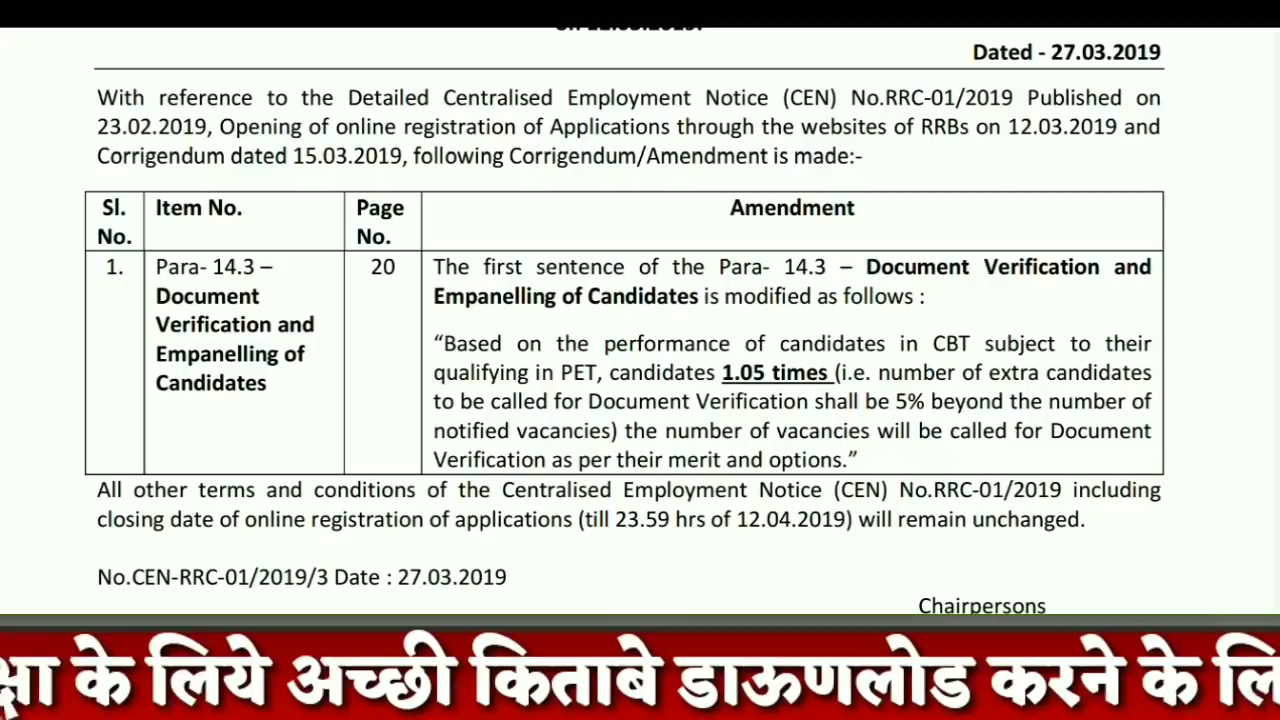 Dated - 27.03.2019
With reference to the Detailed Centralised Employment Notice (CEN) No.RRC-01/2019 Published on
23.02.2019, Opening of online registration of Applications through the websites of RRBs on 12.03.2019 and
Corrigendum dated 15.03.2019, following Corrigendum/Amendment is made:-
Sl. No. Item No. Page No. Amendment
1. Para- 14.3 –
Document
Verification and
Empanelling of
Candidates
20
The first sentence of the Para- 14.3 – Document Verification and
Empanelling of Candidates is modified as follows :
“Based on the performance of candidates in CBT subject to their
qualifying in PET, candidates 1.05 times (i.e. number of extra candidates
to be called for Document Verification shall be 5% beyond the number of
notified vacancies) the number of vacancies will be called for Document
Verification as per their merit and options.”
All other terms and conditions of the Centralised Employment Notice (CEN) No.RRC-01/2019 including
closing date of online registration of applications (till 23.59 hrs of 12.04.2019) will remain unchanged.
No.CEN-RRC-01/2019/3 Date : 27.03.2019
Chairpersons
क्षा के लिये अच्छी किताबे डाऊणलोड करने के लि